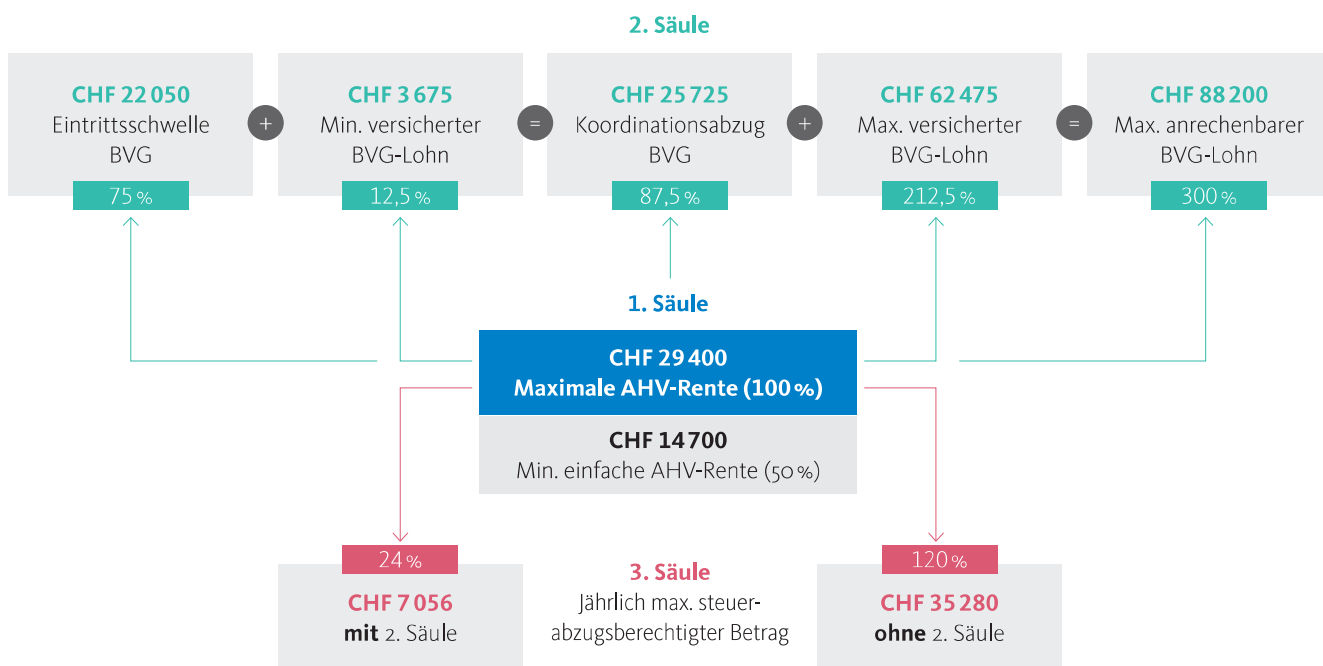 2. Säule
CHF 22 050
Eintrittsschwelle
BVG
75 %
+
CHF 3 675
Min. versicherter
BVG-Lohn
12,5 %
=
CHF 25 725
Koordinationsabzug
BVG
87,5 %
+
CHF 62 475
Max. versicherter
BVG-Lohn
212,5 %
=
CHF 88 200
Max. anrechenbarer
BVG-Lohn
300 %
1. Säule
CHF 29 400
Maximale AHV-Rente (100 %)
CHF 14 700
Min. einfache AHV-Rente (50 %)
24 %
CHF 7 056
mit 2. Säule
3. Säule
Jährlich max. steuer-
abzugsberechtigter Betrag
120 %
CHF 35 280
ohne 2. Säule